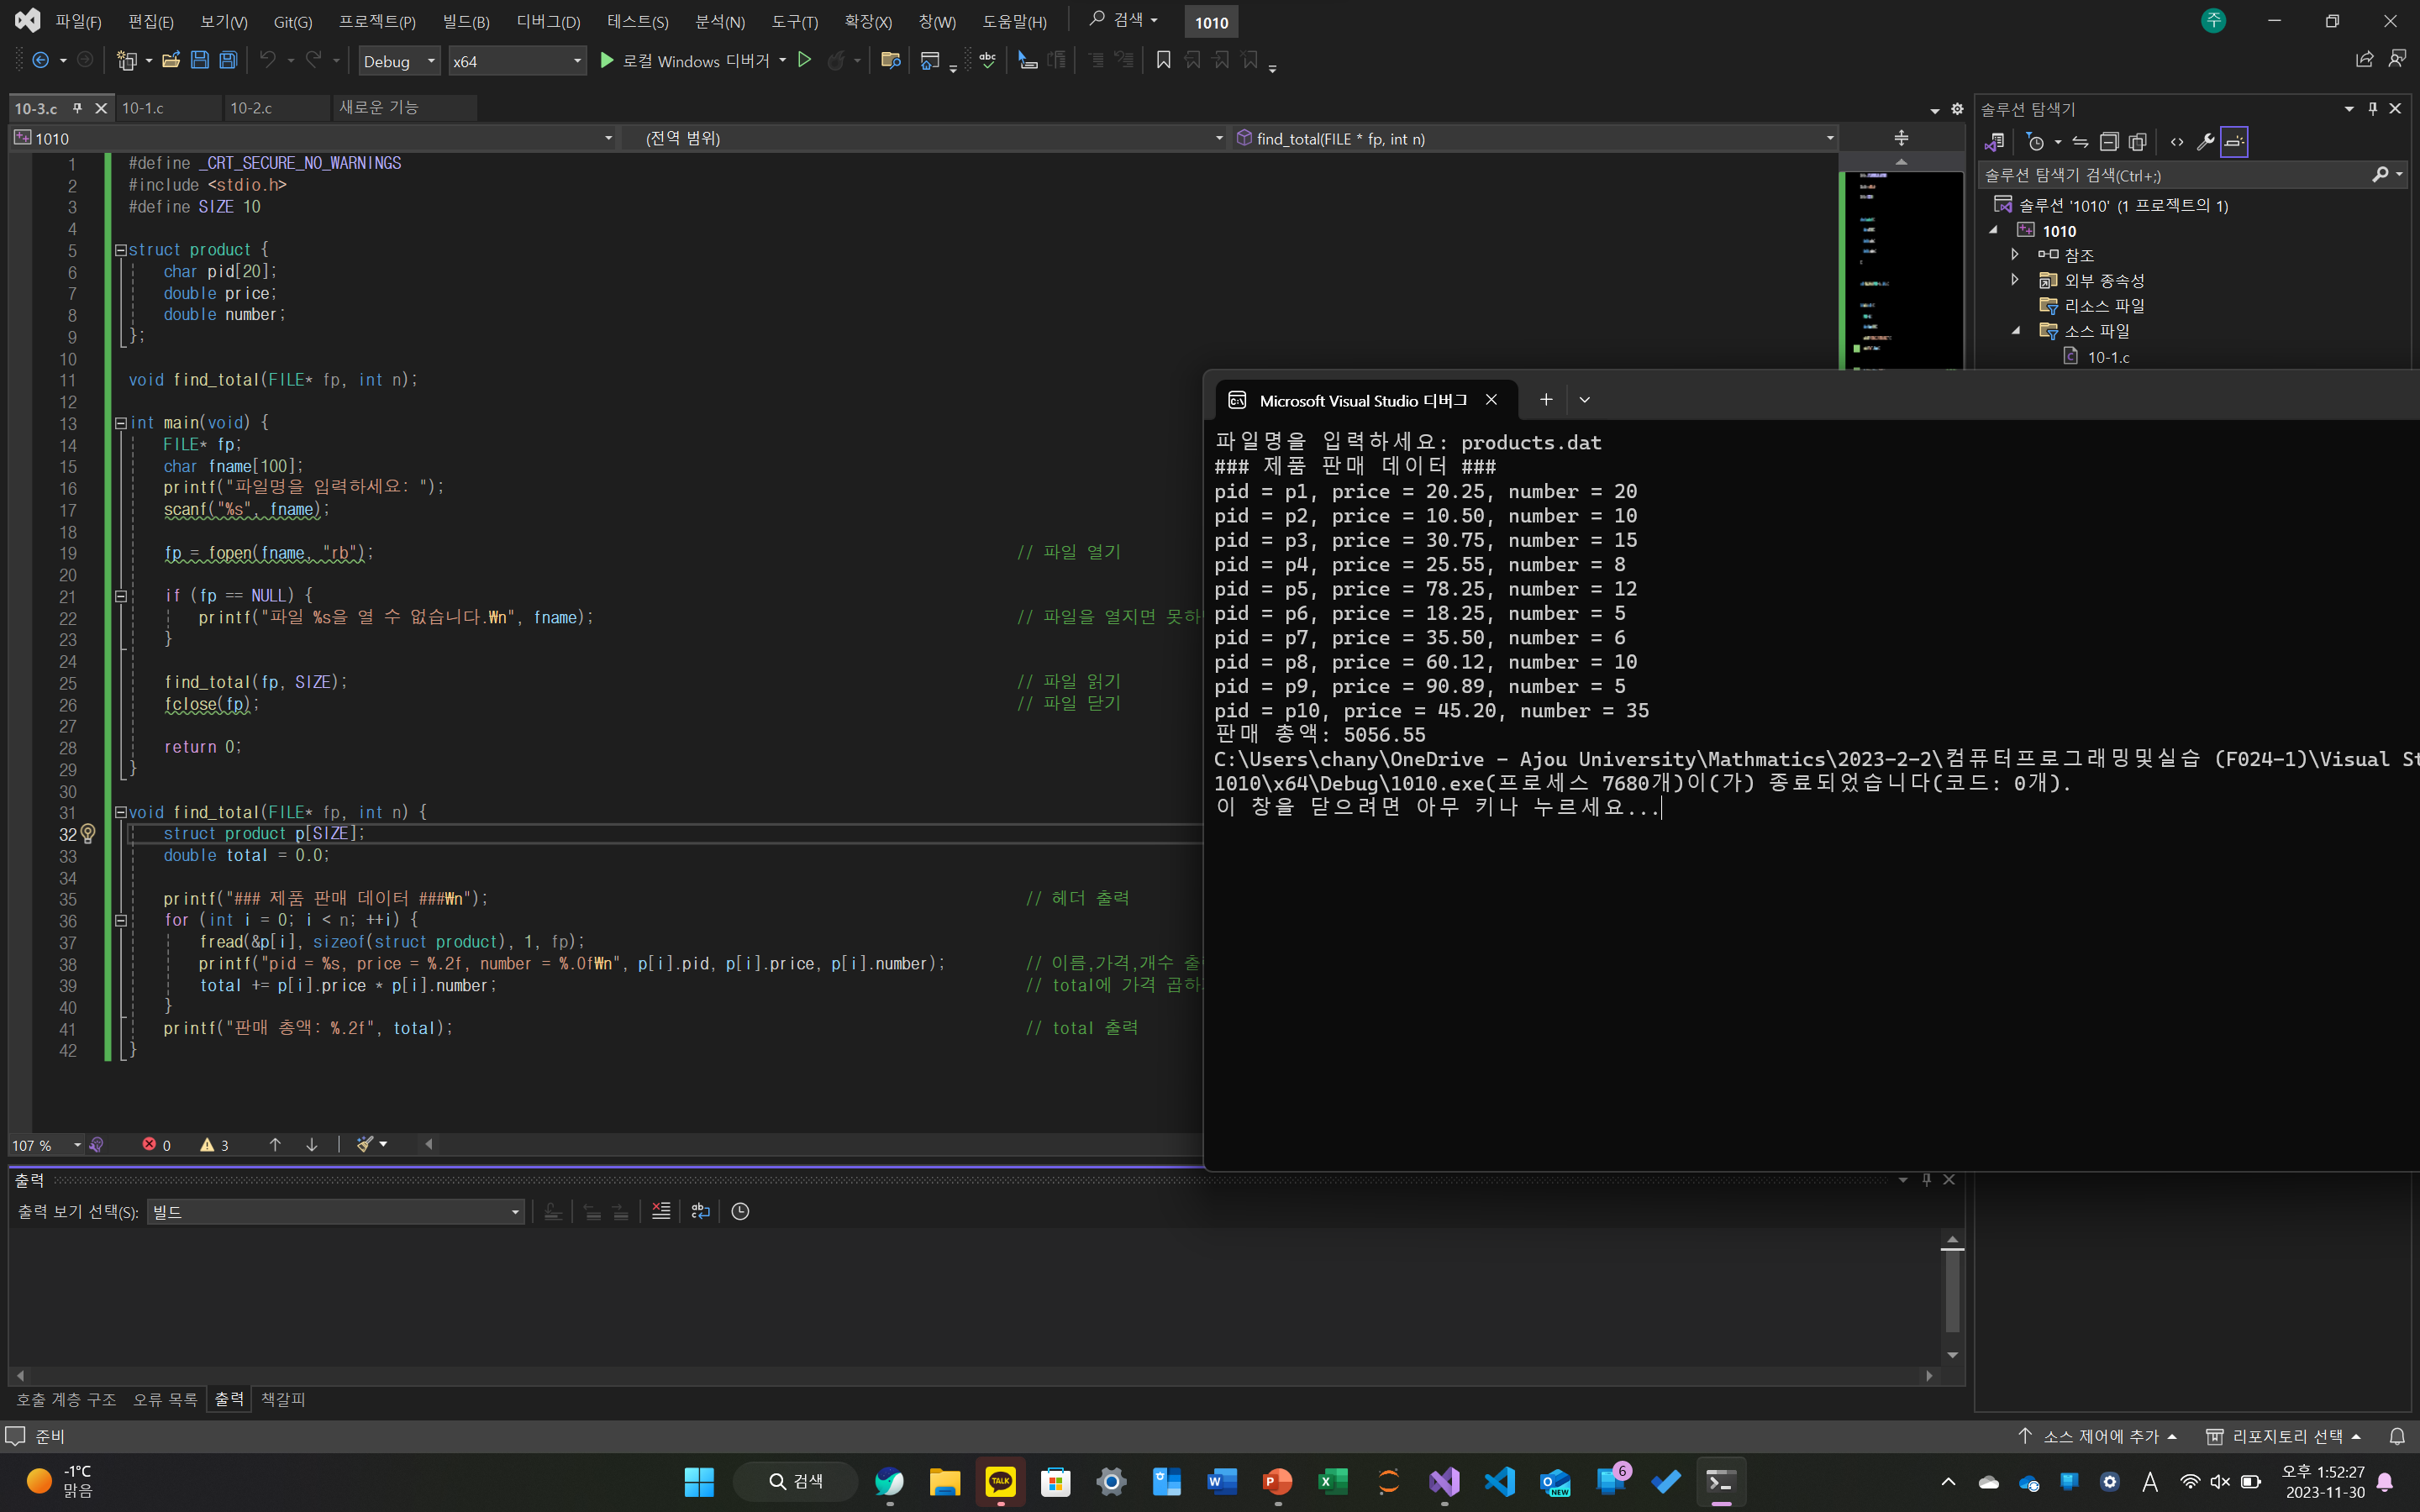 파일(F) 편집(E) 보기(V) Git(G) 프로젝트(P) 빌드(B) 디버그(D) 테스트(S) 분석(N) 도구(T) 확장(X) 창(W) 도움말(H) 검색 1010 주
Debug x64 로컬 Windows 디버거
10-3.c 10-1.c 10-2.c 새로운 기능
1010 (전역 범위) find_total(FILE * fp, int n)
1 #define _CRT_SECURE_NO_WARNINGS
2 #include <stdio.h>
3 #define SIZE 10
4
5 struct product {
6 char pid[20];
7 double price;
8 double number;
9 };
10
11 void find_total(FILE* fp, int n);
12
13 int main(void) {
14 FILE* fp;
15 char fname[100];
16 printf("파일명을 입력하세요: ");
17 scanf("%s", fname);
18
19 fp = fopen(fname, "rb"); // 파일 열기
20
21 if (fp == NULL) {
22 printf("파일 %s을 열 수 없습니다.₩n", fname); // 파일을 열지면 못하
23 }
24
25 find_total(fp, SIZE); // 파일 읽기
26 fclose(fp); // 파일 닫기
27
28 return 0;
29 }
30
31 void find_total(FILE* fp, int n) {
32 struct product p[SIZE];
33 double total = 0.0;
34
35 printf("### 제품 판매 데이터 ###₩n"); // 헤더 출력
36 for (int i = 0; i < n; ++i) {
37 fread(&p[i], sizeof(struct product), 1, fp);
38 printf("pid = %s, price = %.2f, number = %.0f₩n", p[i].pid, p[i].price, p[i].number); // 이름,가격,개수 출
39 total += p[i].price * p[i].number; // total에 가격 곱하
40 }
41 printf("판매 총액: %.2f", total); // total 출력
42 }
107 % 0 3
솔루션 탐색기
솔루션 탐색기 검색(Ctrl+;)
솔루션 '1010' (1 프로젝트의 1)
1010
참조
외부 종속성
리소스 파일
소스 파일
10-1.c
Microsoft Visual Studio 디버그
파일명을 입력하세요: products.dat
### 제품 판매 데이터 ###
pid = p1, price = 20.25, number = 20
pid = p2, price = 10.50, number = 10
pid = p3, price = 30.75, number = 15
pid = p4, price = 25.55, number = 8
pid = p5, price = 78.25, number = 12
pid = p6, price = 18.25, number = 5
pid = p7, price = 35.50, number = 6
pid = p8, price = 60.12, number = 10
pid = p9, price = 90.89, number = 5
pid = p10, price = 45.20, number = 35
판매 총액: 5056.55
C:\Users\chany\OneDrive - Ajou University\Mathmatics\2023-2-2\컴퓨터프로그래밍및실습 (F024-1)\Visual St
1010\x64\Debug\1010.exe(프로세스 7680개)이(가) 종료되었습니다(코드: 0개).
이 창을 닫으려면 아무 키나 누르세요...
출력
출력 보기 선택(S): 빌드
호출 계층 구조 오류 목록 출력 책갈피
준비 소스 제어에 추가 리포지토리 선택
-1°C
맑음
검색
TALK
NEW
6
A
오후 1:52:27
2023-11-30